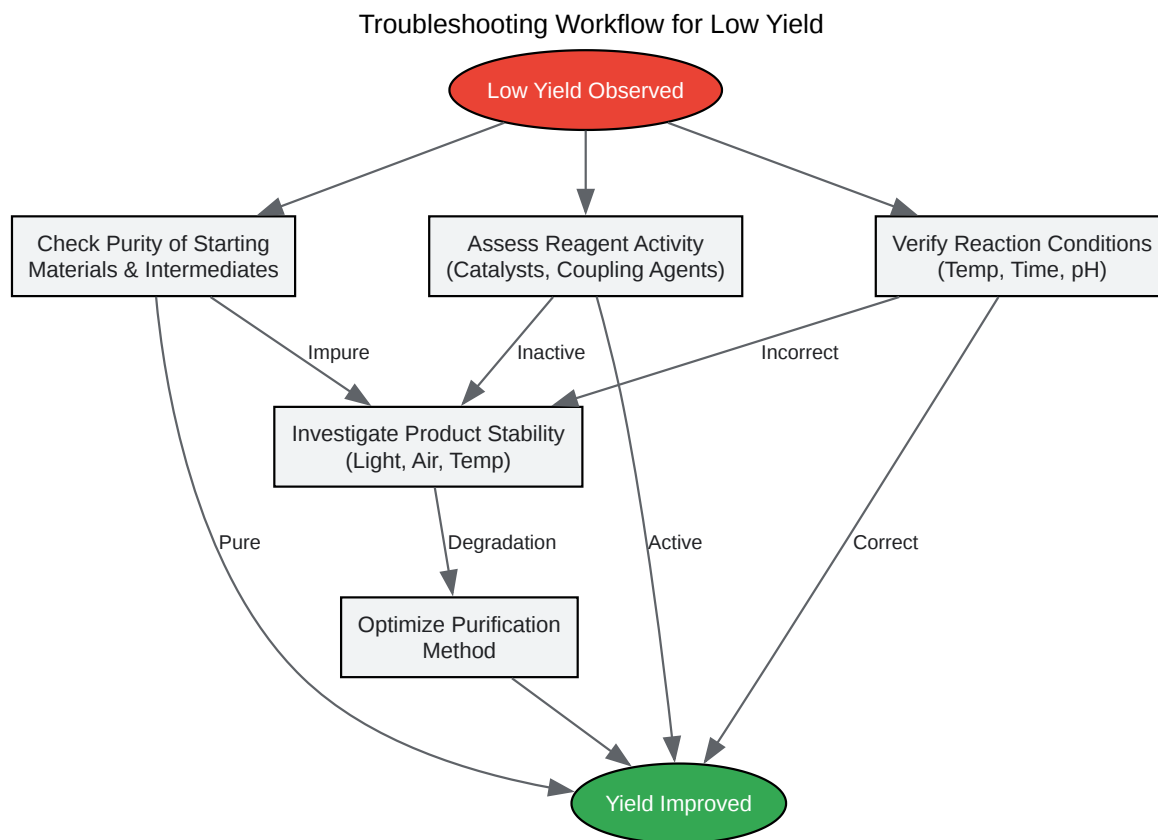 Troubleshooting Workflow for Low Yield
Low Yield Observed
Check Purity of Starting
Materials & Intermediates
Assess Reagent Activity
(Catalysts, Coupling Agents)
Verify Reaction Conditions
(Temp, Time, pH)
Impure
Inactive
Incorrect
Investigate Product Stability
(Light, Air, Temp)
Pure
Degradation
Active
Correct
Optimize Purification
Method
Yield Improved